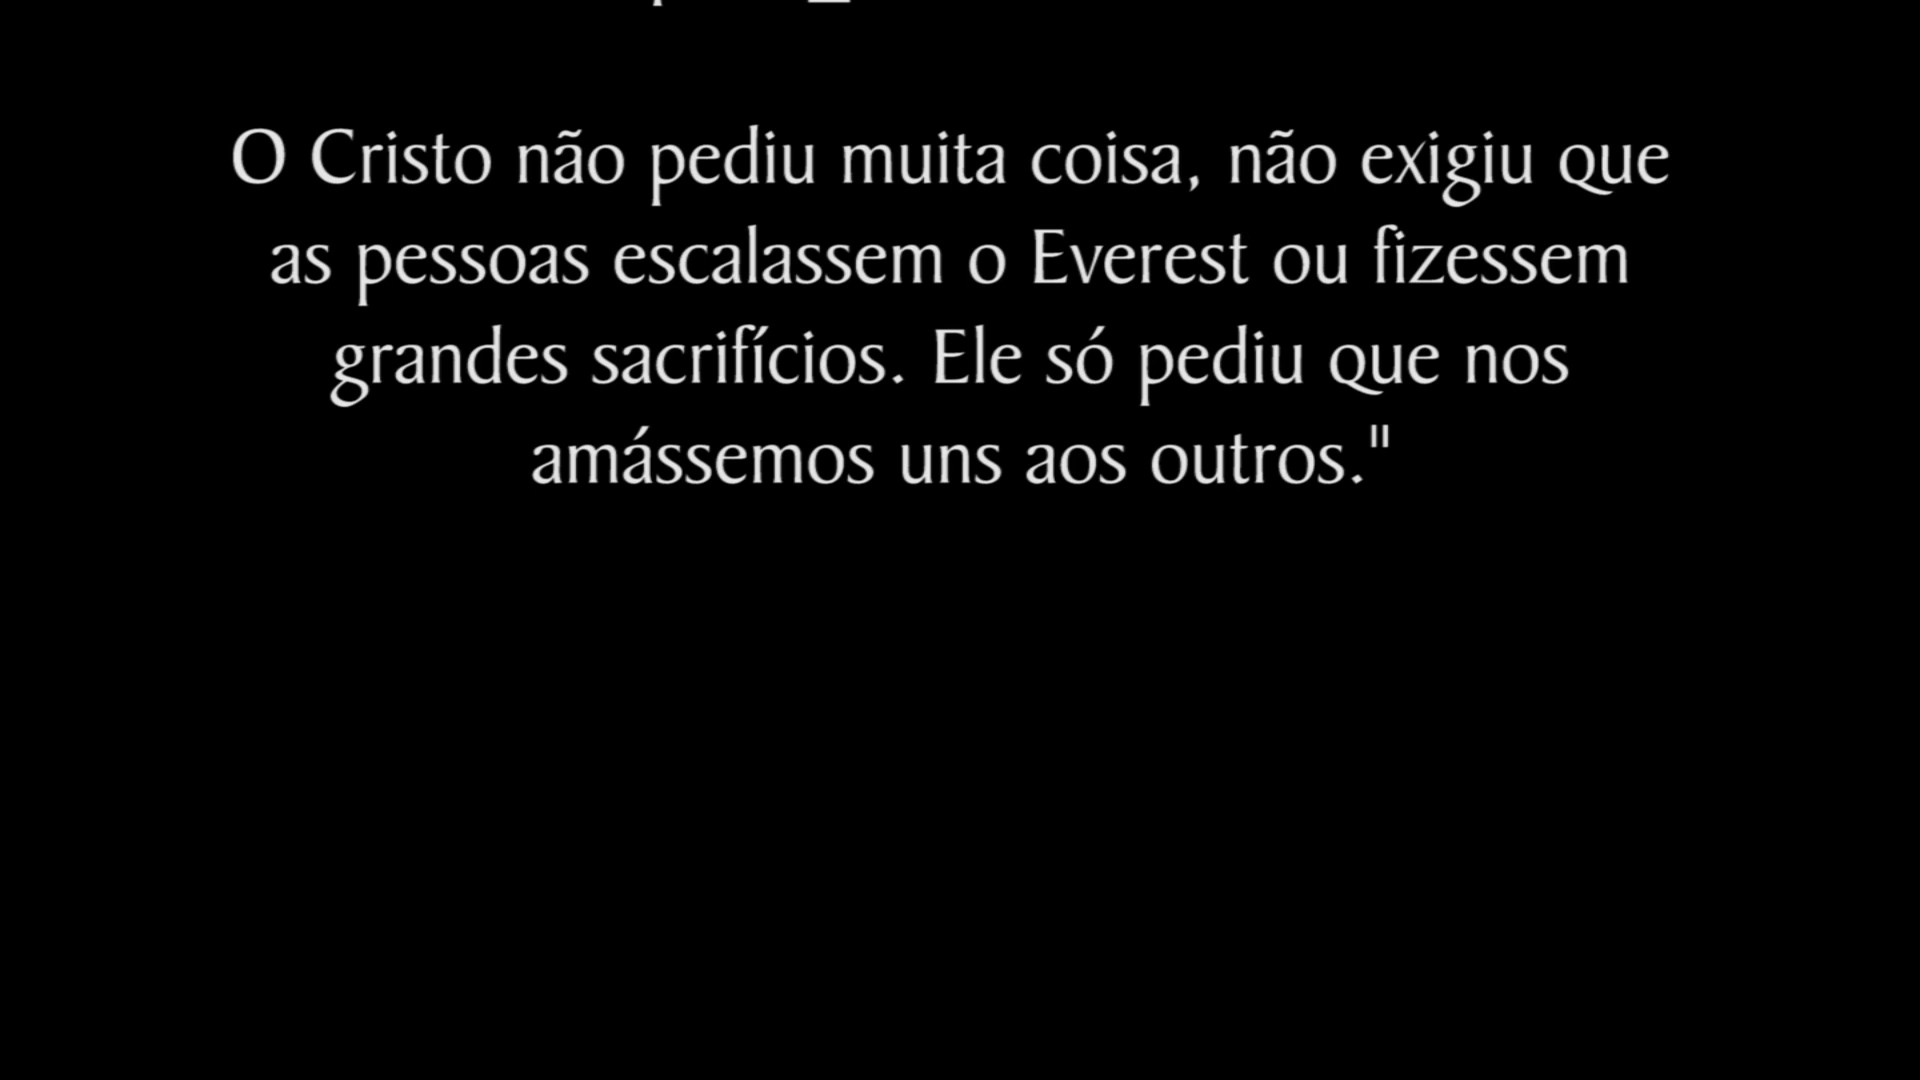 O Cristo não pediu muita coisa, não exigiu que
as pessoas escalassem o Everest ou fizessem
grandes sacrifícios. Ele só pediu que nos
amássemos uns aos outros."